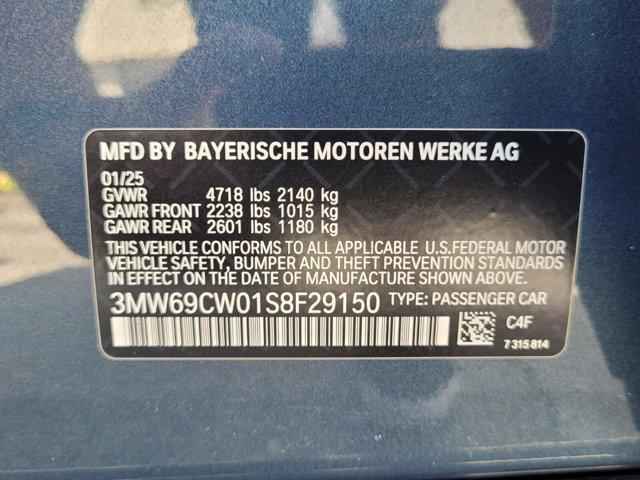 MFD BY BAYERISCHE MOTOREN WERKE AG
01/25
GVWR 4718 lbs 2140 kg
GAWR FRONT 2238 lbs 1015 kg
GAWR REAR 2601 lbs 1180 kg
THIS VEHICLE CONFORMS TO ALL APPLICABLE U.S.FEDERAL MOTOR
VEHICLE SAFETY, BUMPER AND THEFT PREVENTION STANDARDS
IN EFFECT ON THE DATE OF MANUFACTURE SHOWN ABOVE.
3MW69CW01S8F29150 TYPE: PASSENGER CAR
C4F
7 315 814